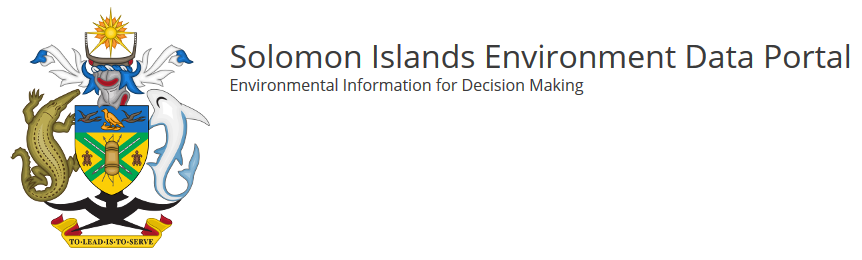 Solomon Islands Environment Data Portal
Environmental Information for Decision Making
TO·LEAD·IS·TO·SERVE